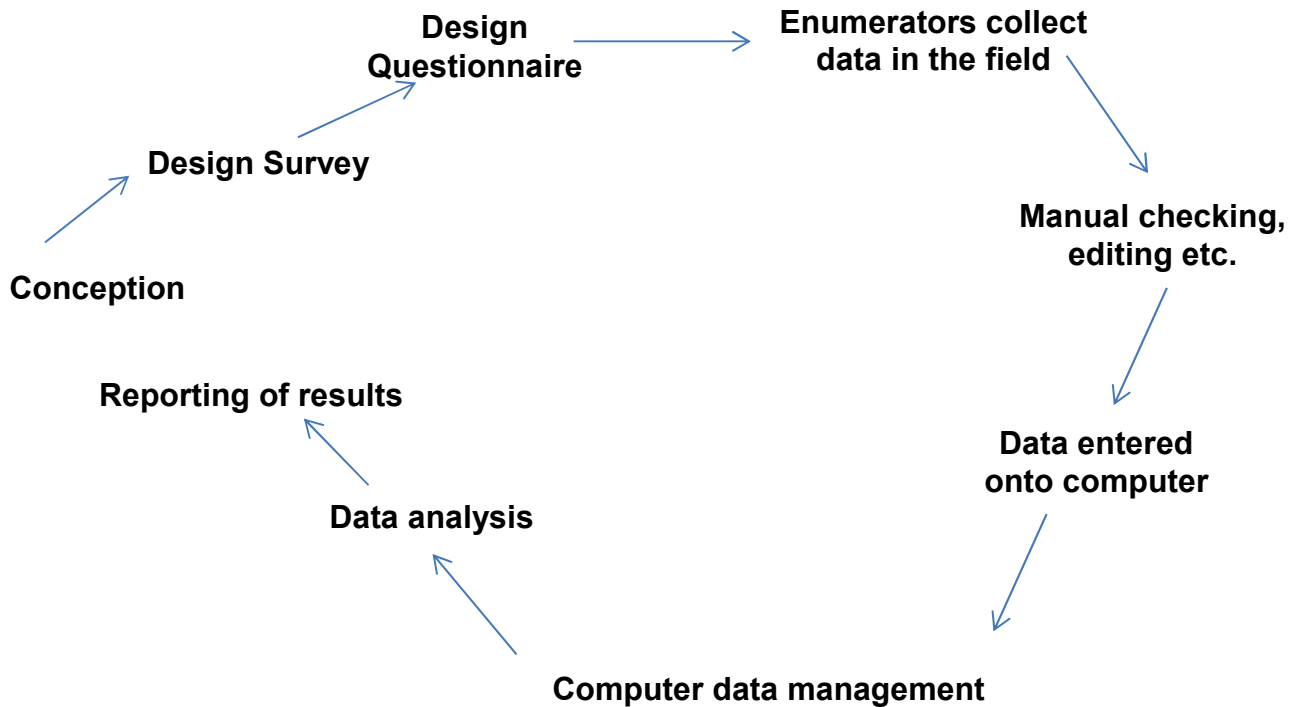 Conception
Design Survey
Design
Questionnaire
Enumerators collect
data in the field
Manual checking,
editing etc.
Data entered
onto computer
Computer data management
Data analysis
Reporting of results